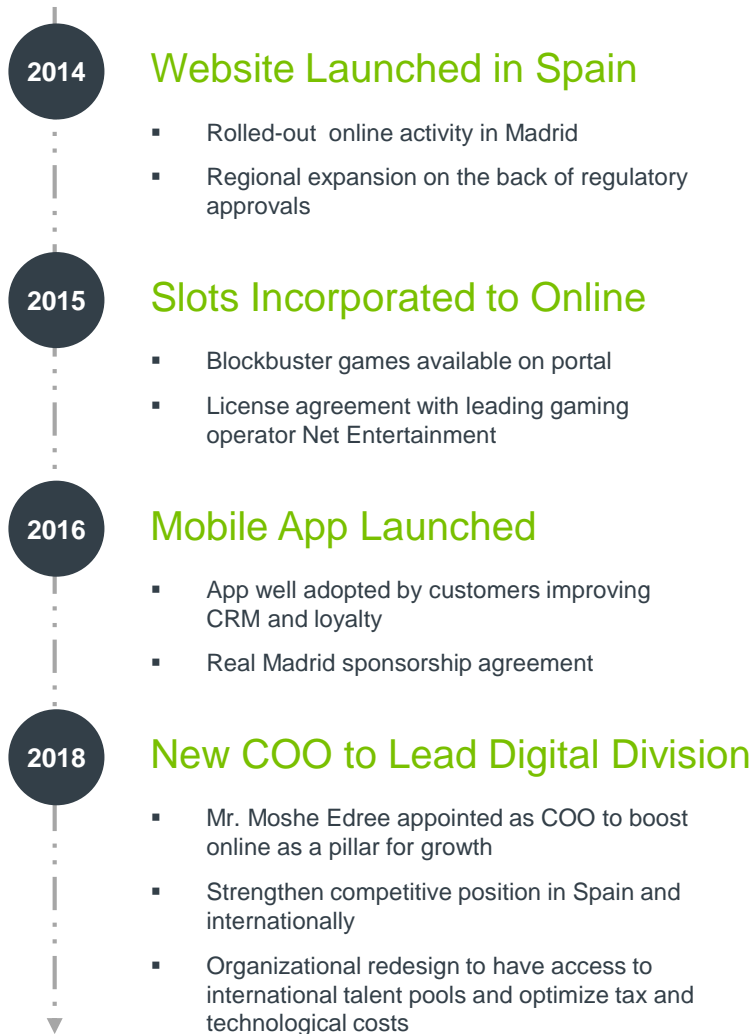 2014
Website Launched in Spain
▪ Rolled-out online activity in Madrid
▪ Regional expansion on the back of regulatory
approvals
2015
Slots Incorporated to Online
▪ Blockbuster games available on portal
▪ License agreement with leading gaming
operator Net Entertainment
2016
Mobile App Launched
▪ App well adopted by customers improving
CRM and loyalty
▪ Real Madrid sponsorship agreement
2018
New COO to Lead Digital Division
▪ Mr. Moshe Edree appointed as COO to boost
online as a pillar for growth
▪ Strengthen competitive position in Spain and
internationally
▪ Organizational redesign to have access to
international talent pools and optimize tax and
technological costs